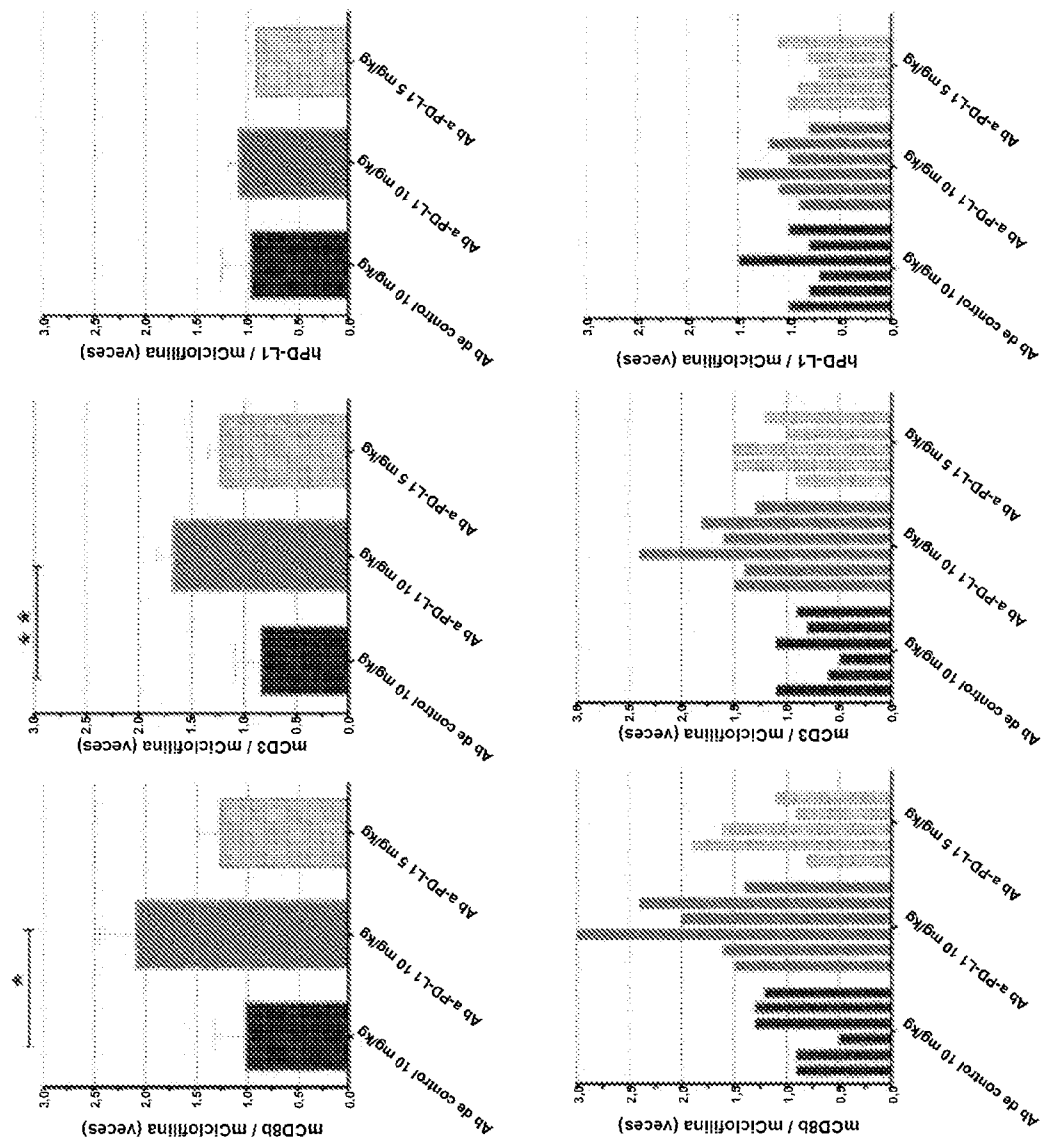 *
mCD8b / mCiclofilina (veces)
3.0
2.5
2.0
1.5
1.0
0.5
0.0
Ab de control 10 mg/kg
Ab a-PD-L1 10 mg/kg
Ab a-PD-L1 5 mg/kg
**
mCD3 / mCiclofilina (veces)
3.0
2.5
2.0
1.5
1.0
0.5
0.0
Ab de control 10 mg/kg
Ab a-PD-L1 10 mg/kg
Ab a-PD-L1 5 mg/kg
hPD-L1 / mCiclofilina (veces)
3.0
2.5
2.0
1.5
1.0
0.5
0.0
Ab de control 10 mg/kg
Ab a-PD-L1 10 mg/kg
Ab a-PD-L1 5 mg/kg
mCD8b / mCiclofilina (veces)
3.0
2.5
2.0
1.5
1.0
0.5
0.0
Ab de control 10 mg/kg
Ab a-PD-L1 10 mg/kg
Ab a-PD-L1 5 mg/kg
mCD3 / mCiclofilina (veces)
3.0
2.5
2.0
1.5
1.0
0.5
0.0
Ab de control 10 mg/kg
Ab a-PD-L1 10 mg/kg
Ab a-PD-L1 5 mg/kg
hPD-L1 / mCiclofilina (veces)
3.0
2.5
2.0
1.5
1.0
0.5
0.0
Ab de control 10 mg/kg
Ab a-PD-L1 10 mg/kg
Ab a-PD-L1 5 mg/kg